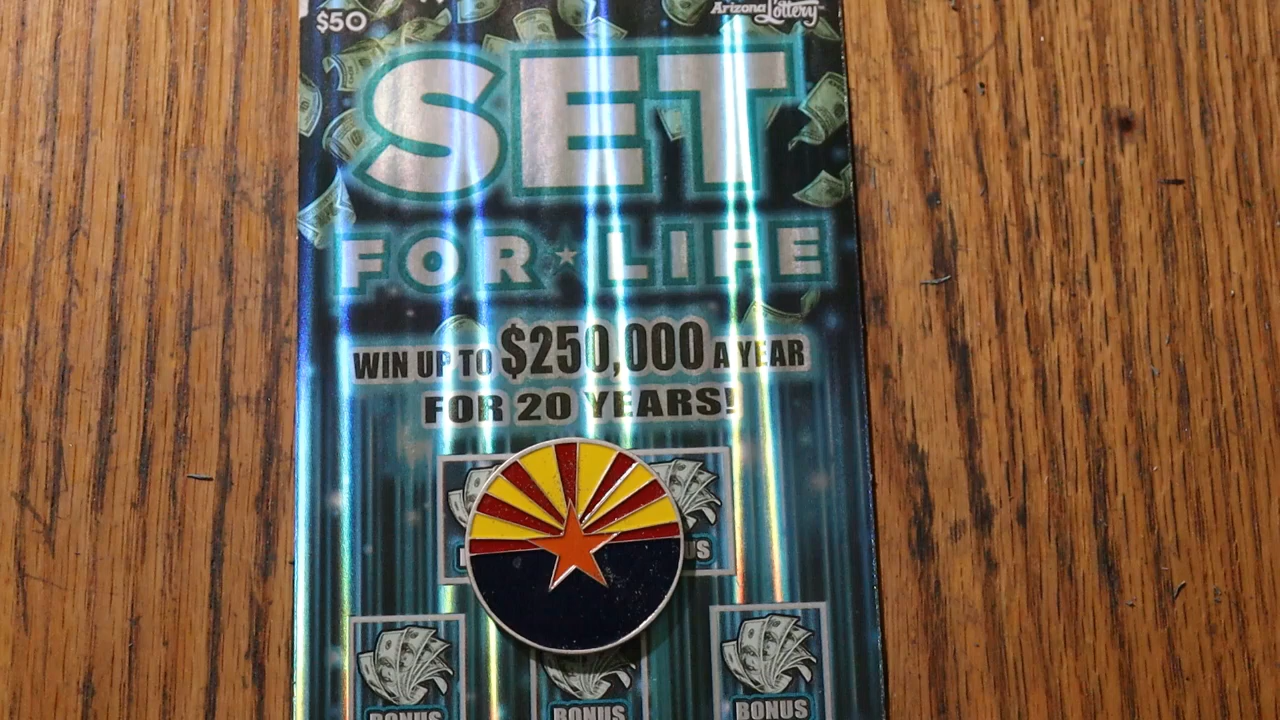 $50
Arizona Lottery
SET
FOR LIFE
WIN UP TO $250,000 A YEAR
FOR 20 YEARS!
BONUS
BONUS
BONUS